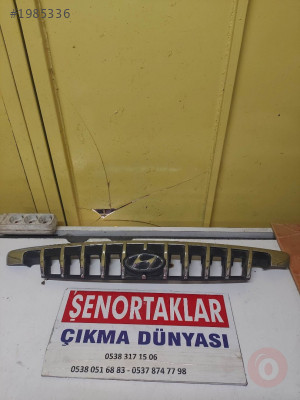 #1985336
ŞENORTAKLAR
ÇIKMA DÜNYASI
0538 317 15 06
0538 051 68 83 - 0537 874 77 98